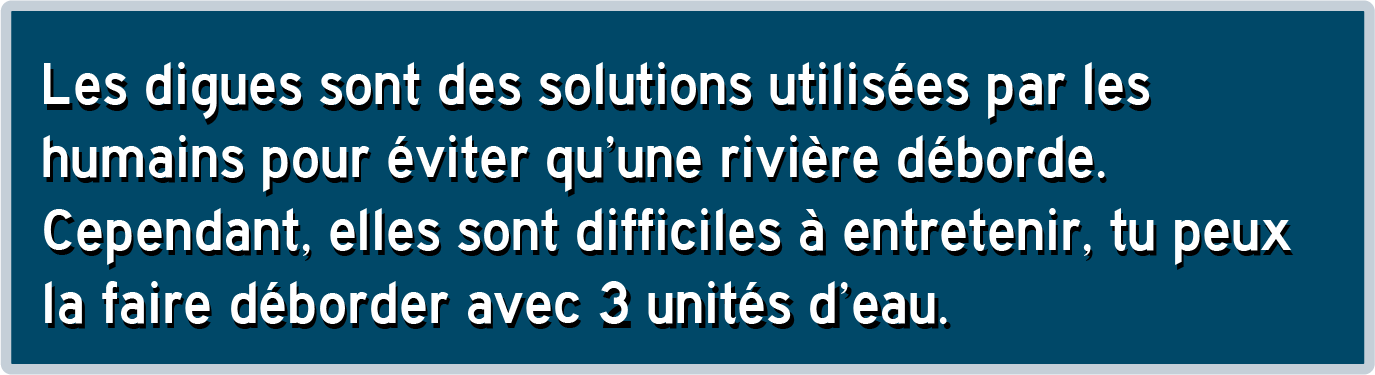 Les digues sont des solutions utilisées par les
humains pour éviter qu’une rivière déborde.
Cependant, elles sont difficiles à entretenir, tu peux
la faire déborder avec 3 unités d’eau.